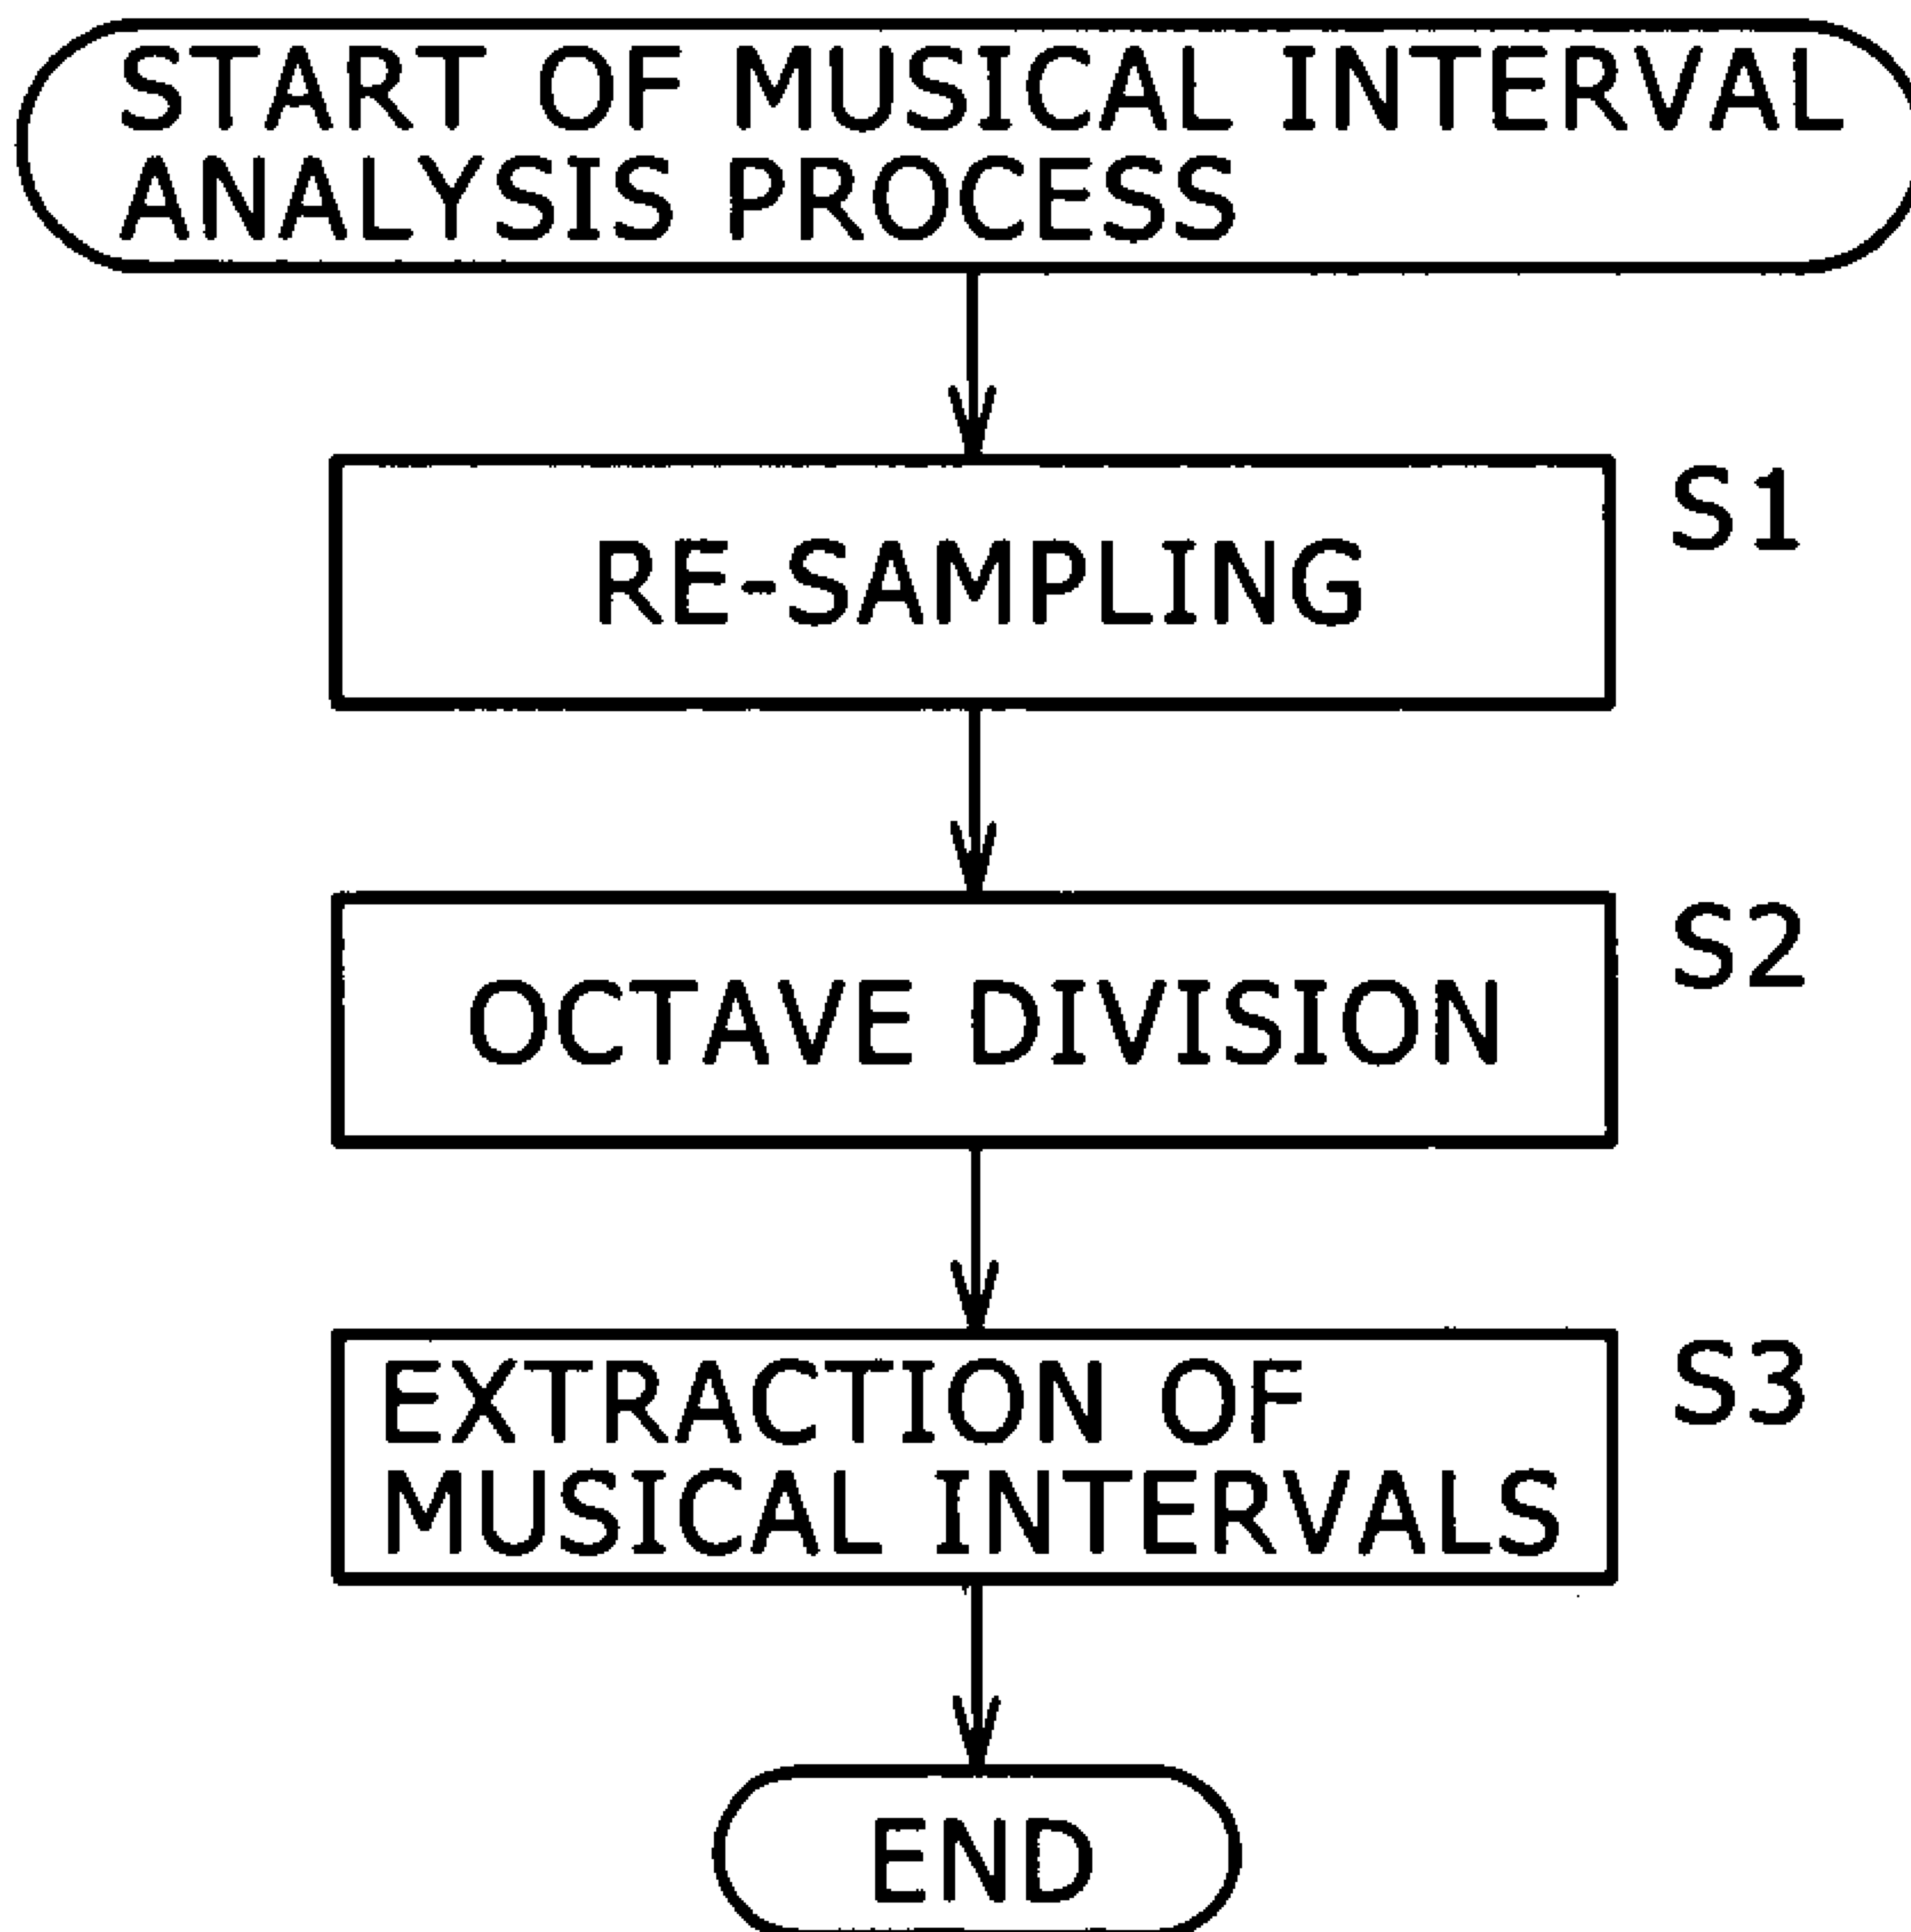 START OF MUSICAL INTERVAL
ANALYSIS PROCESS
S1
RE-SAMPLING
S2
OCTAVE DIVISION
S3
EXTRACTION OF
MUSICAL INTERVALS
END